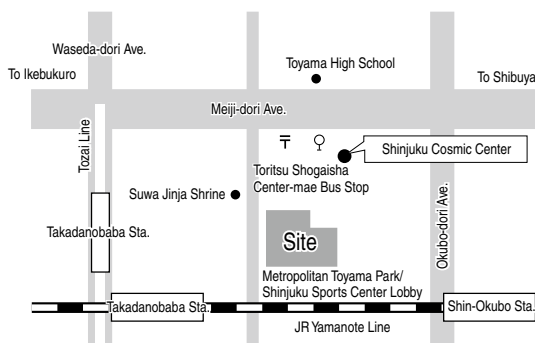 Waseda-dori Ave.
To Ikebukuro
Toyama High School
To Shibuya
Meiji-dori Ave.
Tozai Line
〒
Shinjuku Cosmic Center
Toritsu Shogaisha
Center-mae Bus Stop
Suwa Jinja Shrine
Okubo-dori Ave.
Takadanobaba Sta.
Site
Metropolitan Toyama Park/
Shinjuku Sports Center Lobby
Takadanobaba Sta.
Shin-Okubo Sta.
JR Yamanote Line